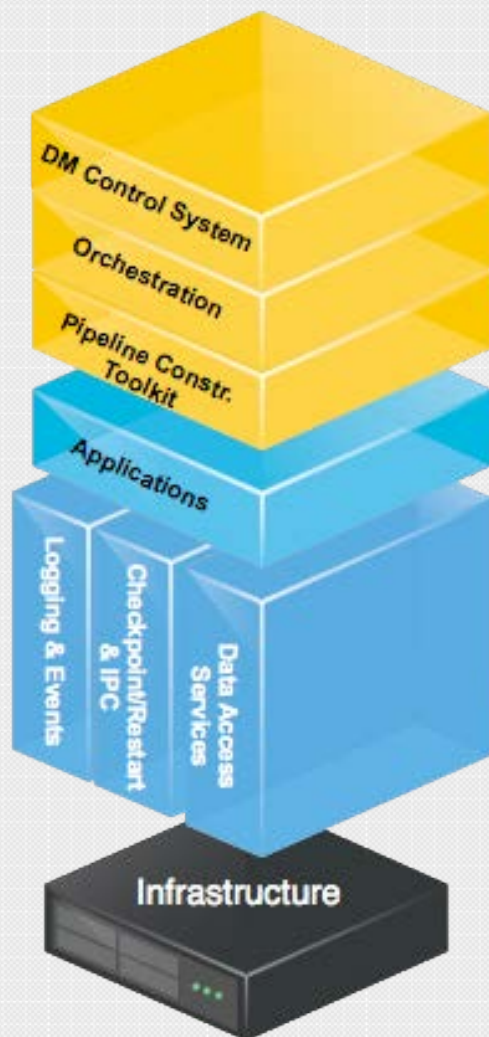 DM Control System
Orchestration
Pipeline Constr.
Toolkit
Applications
Logging & Events
Checkpoint/Restart
& IPC
Data Access
Services
Infrastructure